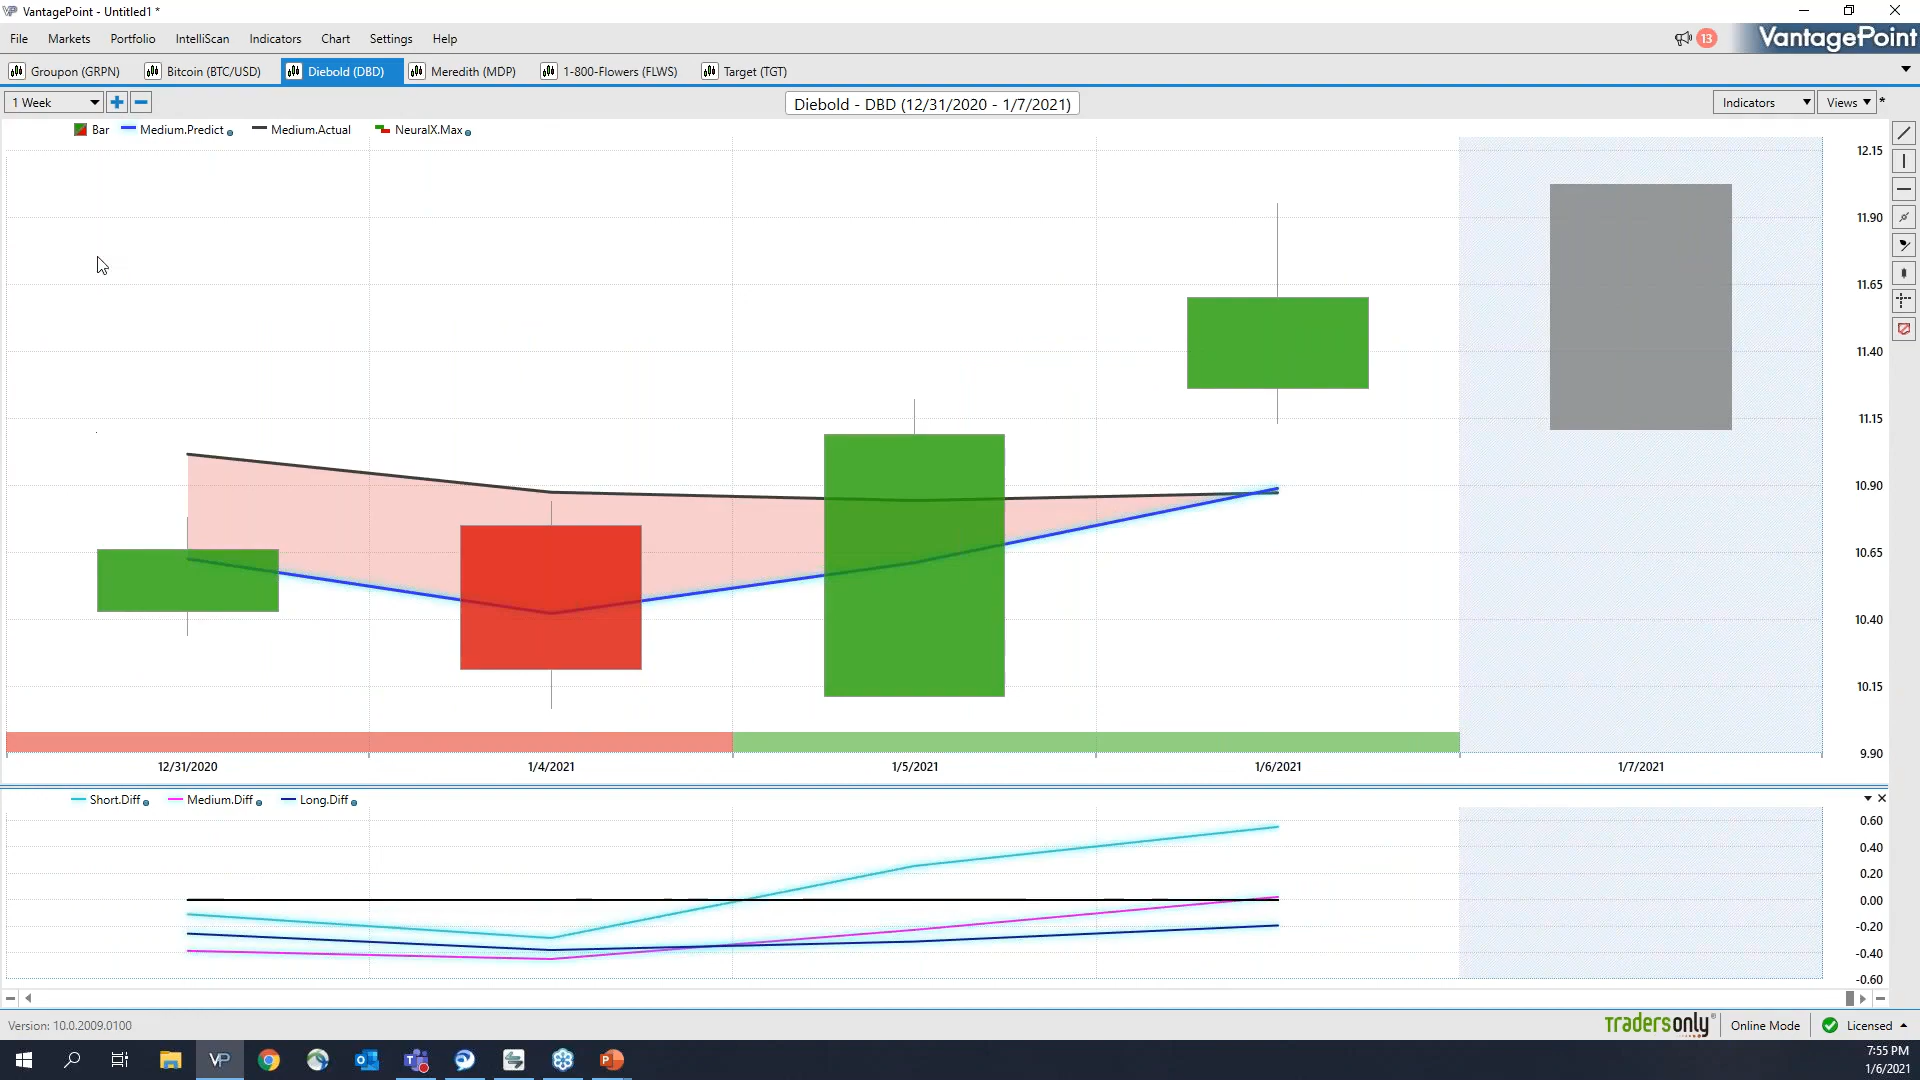 VP VantagePoint - Untitled1 *
File Markets Portfolio IntelliScan Indicators Chart Settings Help
13
VantagePoint
Groupon (GRPN) Bitcoin (BTC/USD) Diebold (DBD) Meredith (MDP) 1-800-Flowers (FLWS) Target (TGT)
1 Week
Diebold - DBD (12/31/2020 - 1/7/2021)
Indicators Views *
Bar Medium.Predict Medium.Actual NeuralX.Max
12.15
11.90
11.65
11.40
11.15
10.90
10.65
10.40
10.15
9.90
12/31/2020 1/4/2021 1/5/2021 1/6/2021 1/7/2021
Short.Diff Medium.Diff Long.Diff
0.60
0.40
0.20
0.00
-0.20
-0.40
-0.60
Version: 10.0.2009.0100
tradersonly Online Mode Licensed
VP
7:55 PM
1/6/2021